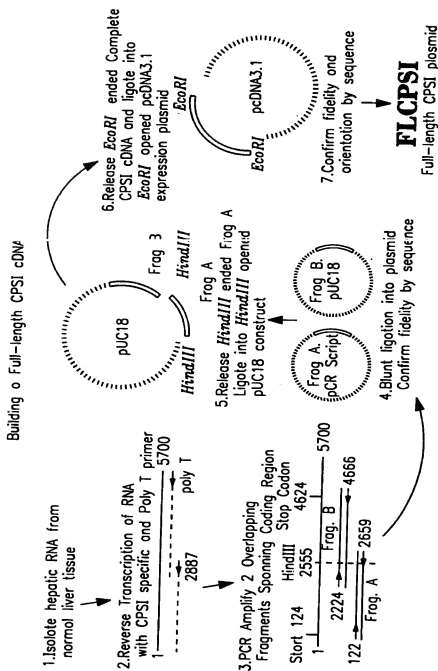 Building a Full-length CPSI cDNA
1.Isolate hepatic RNA from
normal liver tissue
2.Reverse Transcription of RNA
with CPSI specific and Poly T primer
1
5700
poly T
2887
3.PCR Amplify 2 Overlapping
Fragments Spanning Coding Region
Start 124
HindIII
Stop Codon
2555
4624
1
5700
Frag. B
2224
4666
122
2659
Frag. A
4.Blunt ligation into plasmid
Confirm fidelity by sequence
Frag A.
pCR Script
Frag B.
pUC18
5.Release HindIII ended Frag A
Ligate into HindIII opened
pUC18 construct
pUC18
Frag 3
HindIII
Frag A
HindIII
6.Release EcoRI ended Complete
CPSI cDNA and ligate into
EcoRI opened pcDNA3.1
expression plasmid
EcoRI
pcDNA3.1
EcoRI
7.Confirm fidelity and
orientation by sequence
FLCPSI
Full-length CPSI plasmid